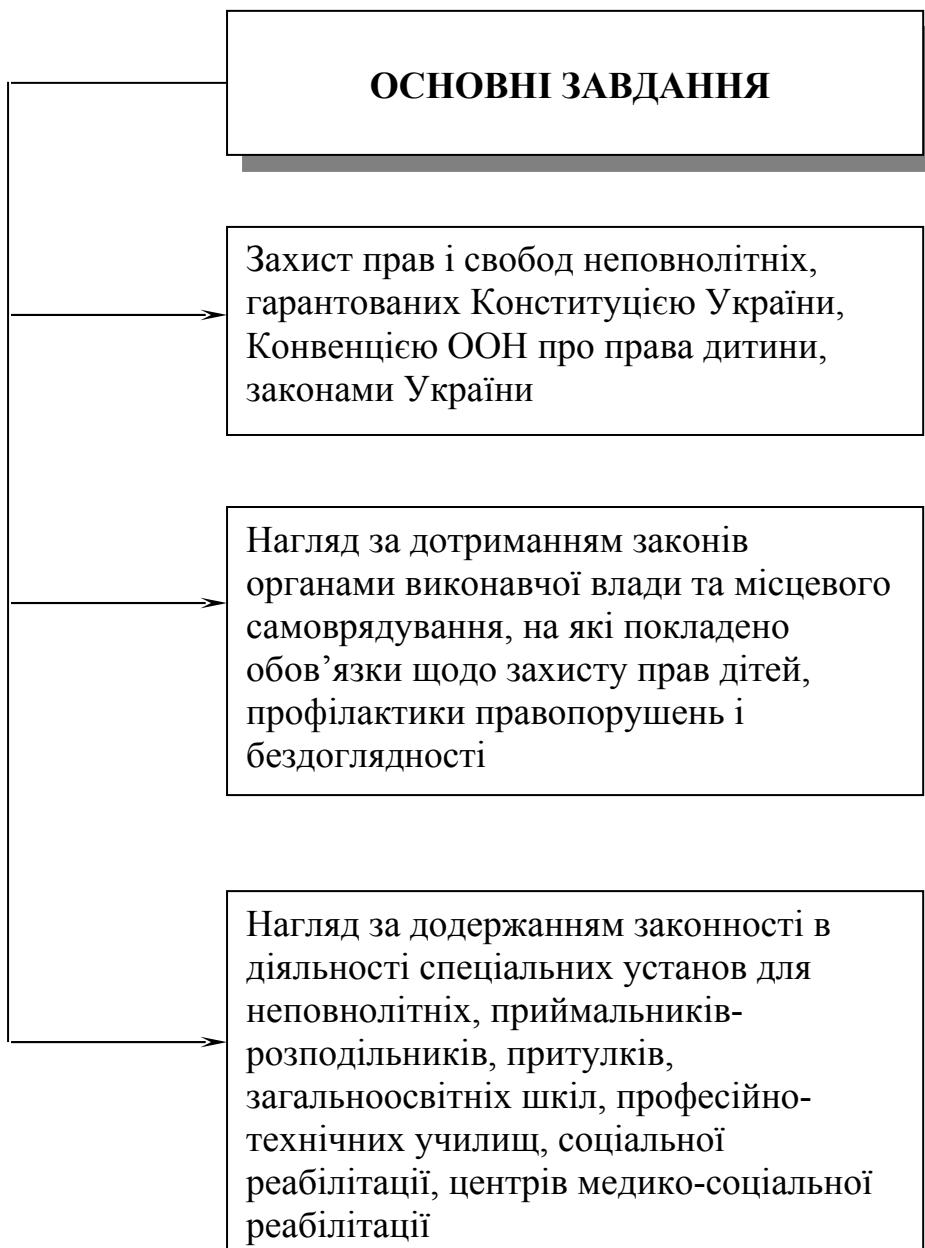 ОСНОВНІ ЗАВДАННЯ
Захист прав і свобод неповнолітніх,
гарантованих Конституцією України,
Конвенцією ООН про права дитини,
законами України
Нагляд за дотриманням законів
органами виконавчої влади та місцевого
самоврядування, на які покладено
обов’язки щодо захисту прав дітей,
профілактики правопорушень і
бездоглядності
Нагляд за додержанням законності в
діяльності спеціальних установ для
неповнолітніх, приймальників-
розподільників, притулків,
загальноосвітніх шкіл, професійно-
технічних училищ, соціальної
реабілітації, центрів медико-соціальної
реабілітації